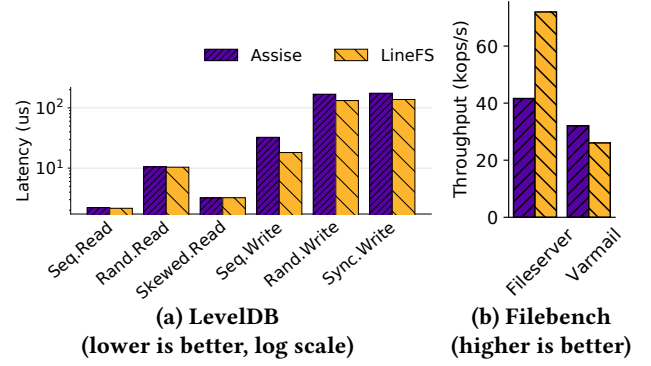 Assise
LineFS
Latency (us)
10²
10¹
Seq.Read
Rand.Read
Skewed.Read
Seq.Write
Rand.Write
Sync.Write
(a) LevelDB
(lower is better, log scale)
Throughput (kops/s)
60
40
20
0
Fileserver
Varmail
(b) Filebench
(higher is better)